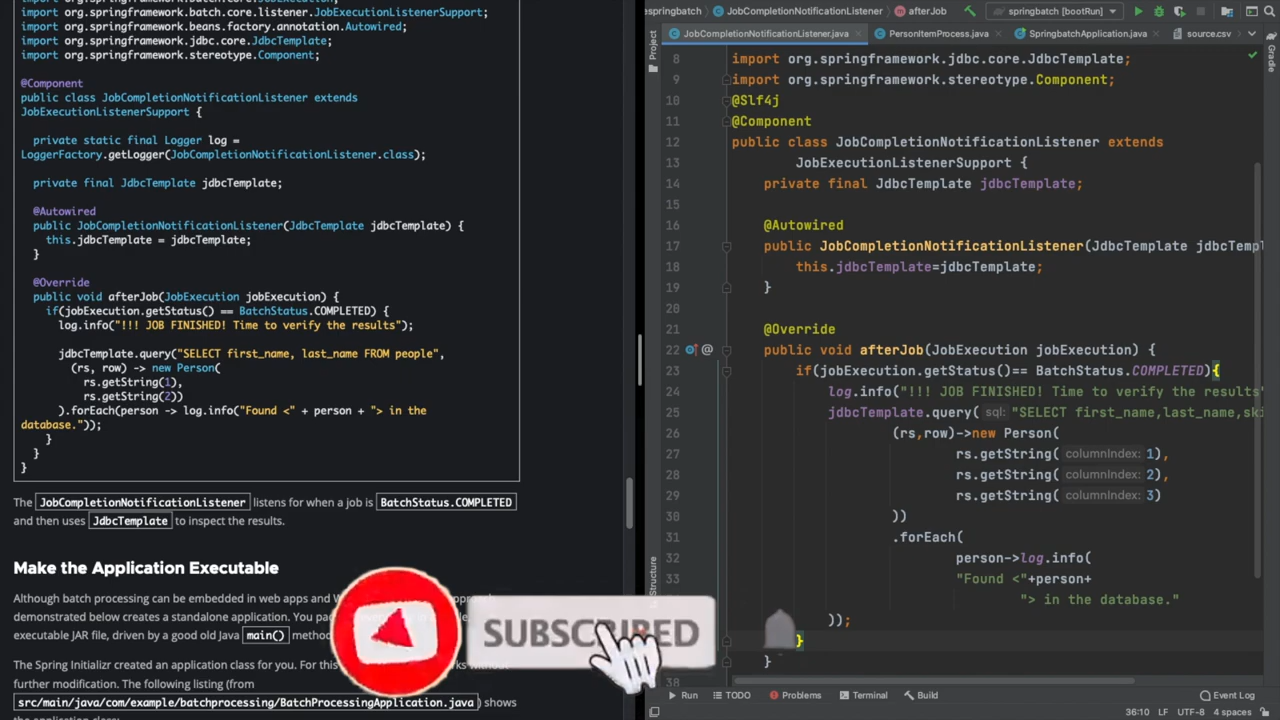 import org.springframework.batch.core.listener.JobExecutionListenerSupport;
import org.springframework.beans.factory.annotation.Autowired;
import org.springframework.jdbc.core.JdbcTemplate;
import org.springframework.stereotype.Component;
@Component
public class JobCompletionNotificationListener extends
JobExecutionListenerSupport {
private static final Logger log =
LoggerFactory.getLogger(JobCompletionNotificationListener.class);
private final JdbcTemplate jdbcTemplate;
@Autowired
public JobCompletionNotificationListener(JdbcTemplate jdbcTemplate) {
this.jdbcTemplate = jdbcTemplate;
}
@Override
public void afterJob(JobExecution jobExecution) {
if(jobExecution.getStatus() == BatchStatus.COMPLETED) {
log.info("!!! JOB FINISHED! Time to verify the results");
jdbcTemplate.query("SELECT first_name, last_name FROM people",
(rs, row) -> new Person(
rs.getString(1),
rs.getString(2))
).forEach(person -> log.info("Found <" + person + "> in the
database."));
}
}
}
The JobCompletionNotificationListener listens for when a job is BatchStatus.COMPLETED
and then uses JdbcTemplate to inspect the results.
Make the Application Executable
Although batch processing can be embedded in web apps and
demonstrated below creates a standalone application. You
executable JAR file, driven by a good old Java main()
The Spring Initializr created an application class for you. For this without
further modification. The following listing (from
src/main/java/com/example/batchprocessing/BatchProcessingApplication.java) shows
the application class:
SUBSCRIBED
springbatch JobCompletionNotificationListener afterJob springbatch [bootRun]
JobCompletionNotificationListener.java PersonItemProcess.java SpringbatchApplication.java source.csv
Project
Gradle
Structure
8 import org.springframework.jdbc.core.JdbcTemplate;
9 import org.springframework.stereotype.Component;
10 @Slf4j
11 @Component
12 public class JobCompletionNotificationListener extends
13 JobExecutionListenerSupport {
14 private final JdbcTemplate jdbcTemplate;
15
16 @Autowired
17 public JobCompletionNotificationListener(JdbcTemplate jdbcTempl
18 this.jdbcTemplate=jdbcTemplate;
19 }
20
21 @Override
22 public void afterJob(JobExecution jobExecution) {
23 if(jobExecution.getStatus()== BatchStatus.COMPLETED){
24 log.info("!!! JOB FINISHED! Time to verify the results"
25 jdbcTemplate.query( sql: "SELECT first_name,last_name,sk
26 (rs,row)->new Person(
27 rs.getString( columnIndex: 1),
28 rs.getString( columnIndex: 2),
29 rs.getString( columnIndex: 3)
30 ))
31 .forEach(
32 person->log.info(
33 "Found <"+person+
34 "> in the database."
35 ));
36 }
37 }
38
Run TODO Problems Terminal Build Event Log
36:10 LF UTF-8 4 spaces